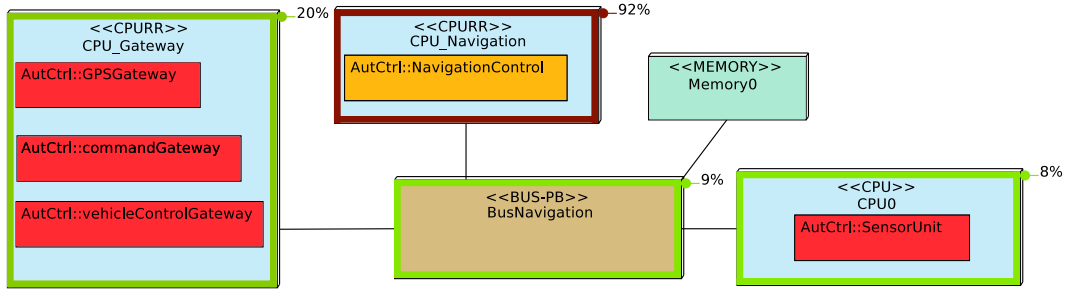 <<CPURR>>
CPU_Gateway
20%
AutCtrl::GPSGateway
AutCtrl::commandGateway
AutCtrl::vehicleControlGateway
<<CPURR>>
CPU_Navigation
92%
AutCtrl::NavigationControl
<<MEMORY>>
Memory0
<<BUS-PB>>
BusNavigation
9%
<<CPU>>
CPU0
8%
AutCtrl::SensorUnit